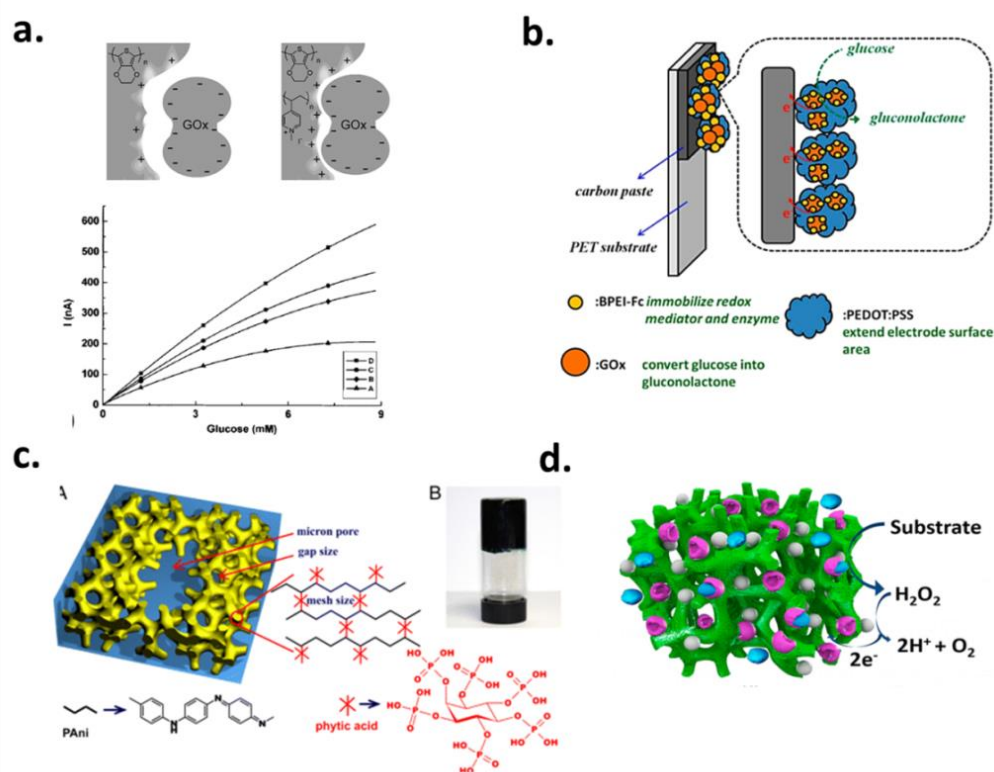 a.
S
n
O
O
+
-
GOx
S
n
O
O
n
N
F
GOx
I (nA)
600
500
400
300
200
100
0
0
3
6
9
Glucose (mM)
D
C
B
A
)
b.
glucose
gluconolactone
e
e
e
carbon paste
PET substrate
:BPEI-Fc immobilize redox
mediator and enzyme
:PEDOT:PSS
extend electrode surface
area
:GOx
convert glucose into
gluconolactone
c.
A
micron pore
gap size
mesh size
B
PAni
N
H
N
N
phytic acid
OH
HO
P
O
d.
Substrate
H₂O₂
2H⁺ + O₂
2e⁻